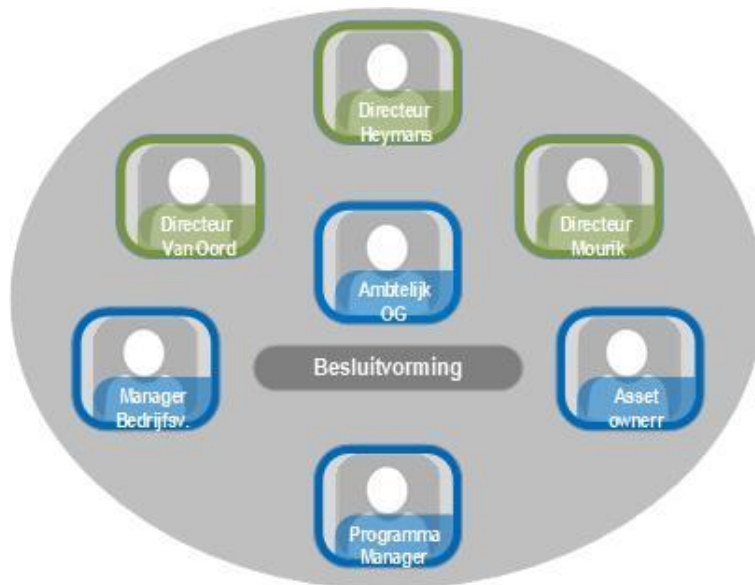 Directeur
Heymans
Directeur
Van Oord
Directeur
Mourik
Ambtelijk
OG
Manager
Bedrijfsv.
Besluitvorming
Asset
ownerr
Programma
Manager